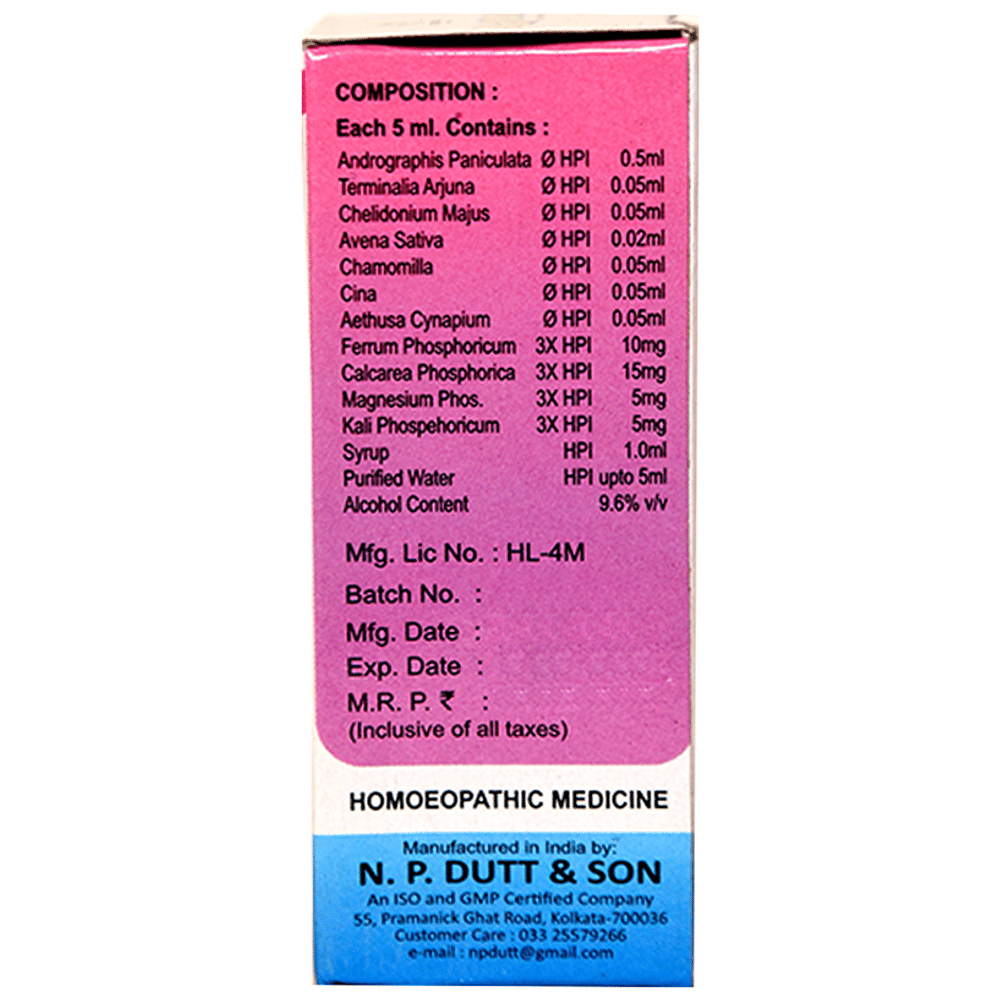 COMPOSITION :
Each 5 ml. Contains :
Andrographis Paniculata Ø HPI 0.5ml
Terminalia Arjuna Ø HPI 0.05ml
Chelidonium Majus Ø HPI 0.05ml
Avena Sativa Ø HPI 0.02ml
Chamomilla Ø HPI 0.05ml
Cina Ø HPI 0.05ml
Aethusa Cynapium Ø HPI 0.05ml
Ferrum Phosphoricum 3X HPI 10mg
Calcarea Phosphorica 3X HPI 15mg
Magnesium Phos. 3X HPI 5mg
Kali Phospehoricum 3X HPI 5mg
Syrup HPI 1.0ml
Purified Water HPI upto 5ml
Alcohol Content 9.6% v/v
Mfg. Lic No. : HL-4M
Batch No. :
Mfg. Date :
Exp. Date :
M.R. P. ₹ :
(Inclusive of all taxes)
HOMOEOPATHIC MEDICINE
Manufactured in India by:
N. P. DUTT & SON
An ISO and GMP Certified Company
55, Pramanick Ghat Road, Kolkata-700036
Customer Care : 033 25579266
e-mail : npdutt@gmail.com